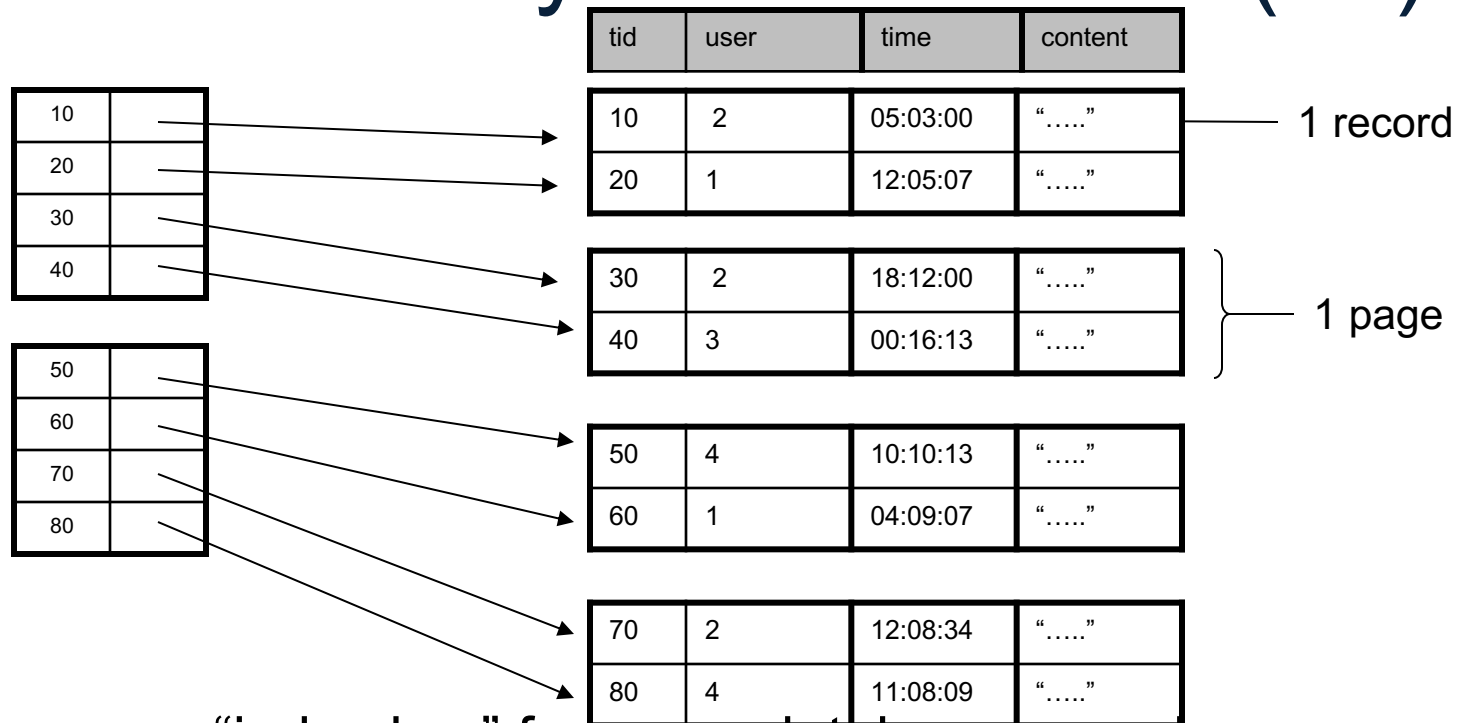 tid user time content
10 2 05:03:00 “…..” 1 record
20 1 12:05:07 “…..”
30 2 18:12:00 “…..” 1 page
40 3 00:16:13 “…..”
50 4 10:10:13 “…..”
60 1 04:09:07 “…..”
70 2 12:08:34 “…..”
80 4 11:08:09 “…..”
10
20
30
40
50
60
70
80